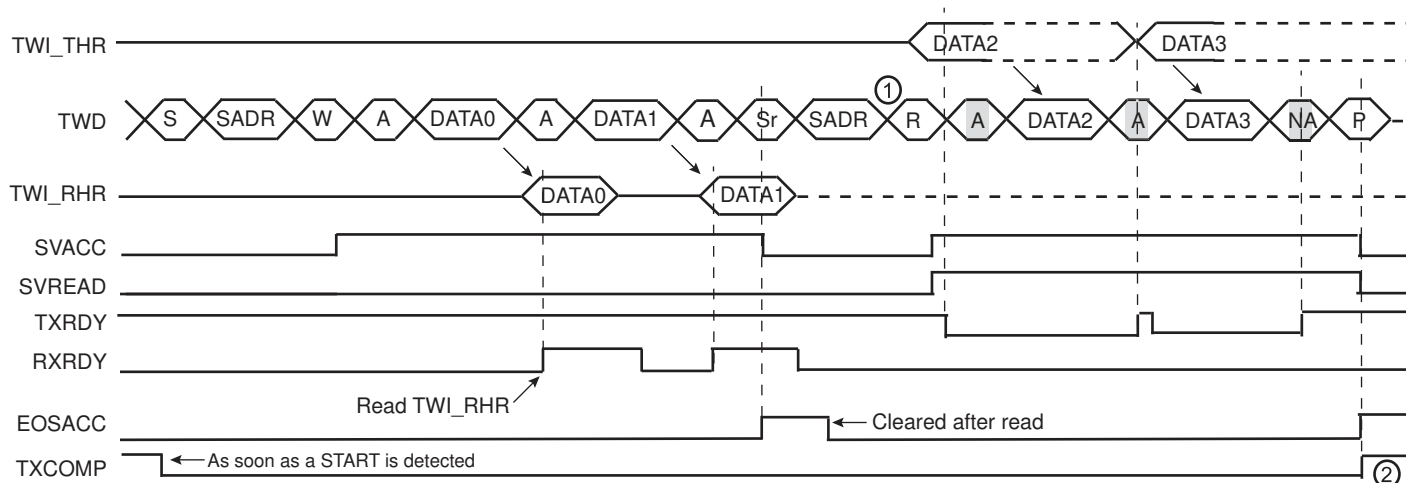 TWI_THR DATA2 DATA3
①
TWD S SADR W A DATA0 A DATA1 A Sr SADR R A DATA2 A DATA3 NA P
TWI_RHR DATA0 DATA1
SVACC
SVREAD
TXRDY
RXRDY
Read TWI_RHR
EOSACC Cleared after read
TXCOMP As soon as a START is detected ②